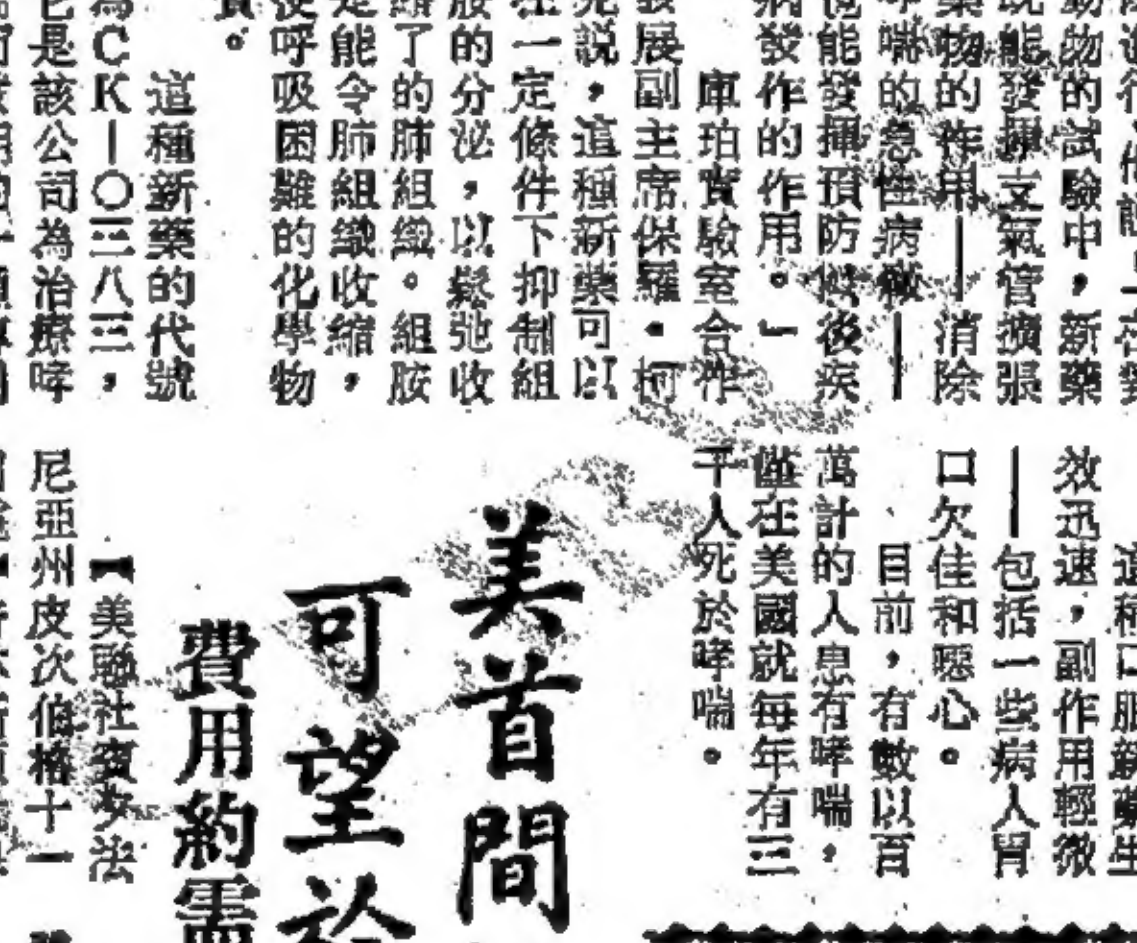 動物的試驗中，新藥
既能發揮支氣管擴張
藥物的作用——消除
哮喘的急性病徵——
也能發揮預防以後疾
病發作的作用。」
庫珀實驗室合作
發展副主席保羅·柯
克說，這種新藥可以
在一定條件下抑制組
胺的分泌，以鬆弛收
縮了的肺組織。組胺
是能令肺組織收縮，
使呼吸困難的化學物
質。
這種新藥的代號
為CK—〇三八三，
它是該公司為治療哮
這種口服新藥生
效迅速，副作用輕微
——包括一些病人胃
口欠佳和噁心。
目前，有數以百
萬計的人患有哮喘，
僅在美國就每年有三
千人死於哮喘。
美首間
可望於
費用約需
【美聯社賓夕法
尼亞州皮次伯格十一